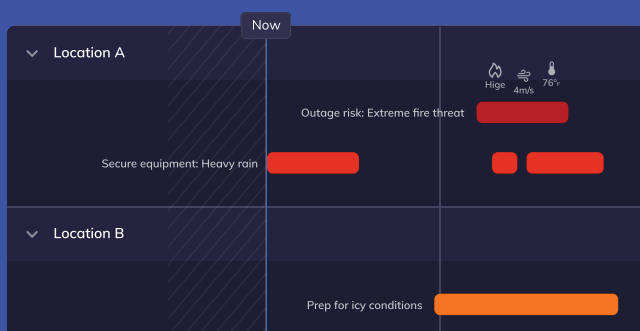 Now
Location A
Hige
4m/s
76°F
Outage risk: Extreme fire threat
Secure equipment: Heavy rain
Location B
Prep for icy conditions